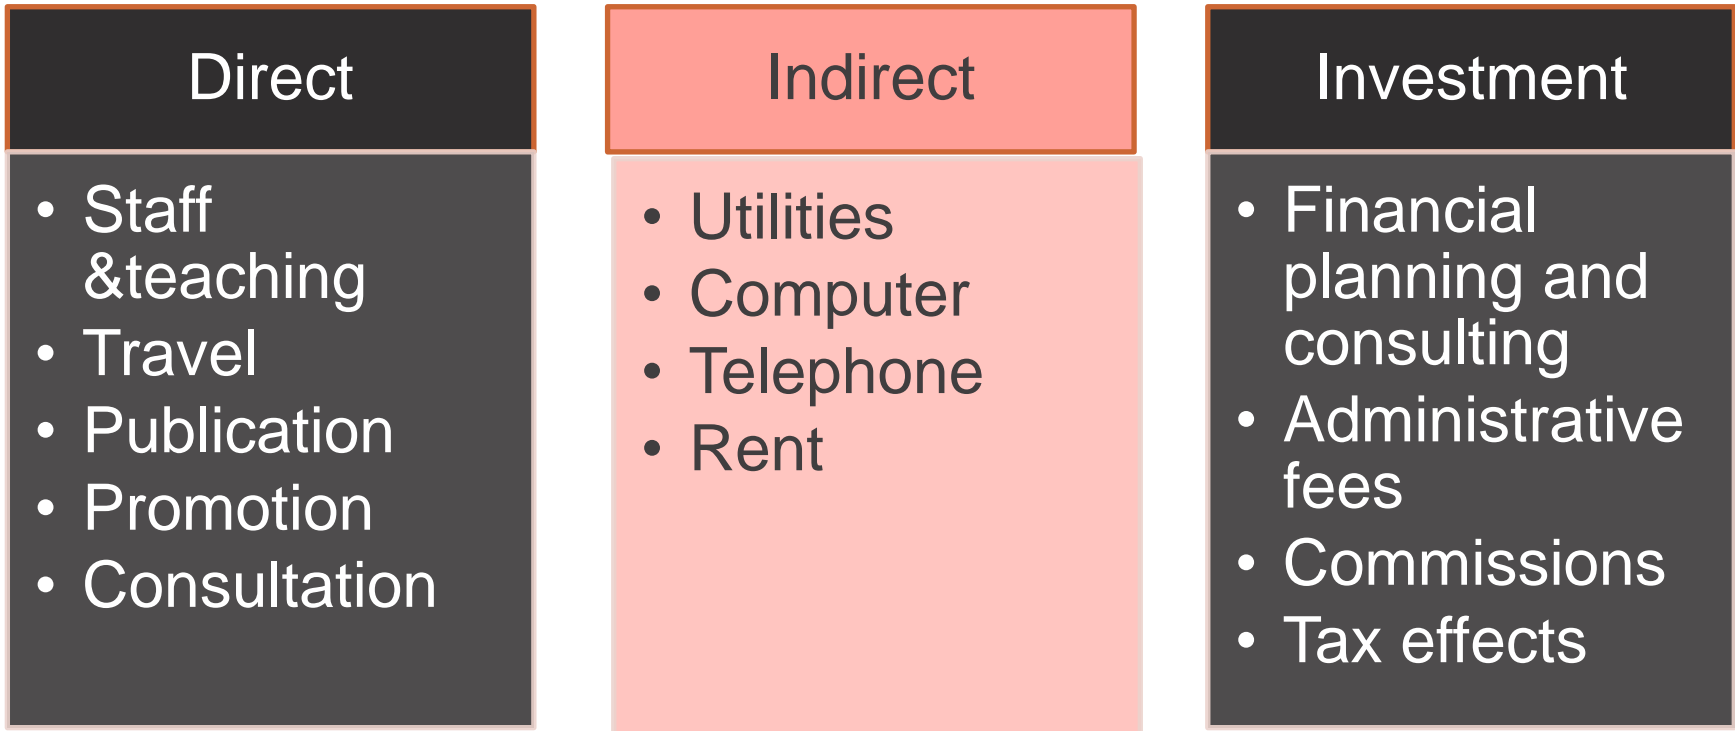 Direct
• Staff
&teaching
• Travel
• Publication
• Promotion
• Consultation
Indirect
• Utilities
• Computer
• Telephone
• Rent
Investment
• Financial
planning and
consulting
• Administrative
fees
• Commissions
• Tax effects